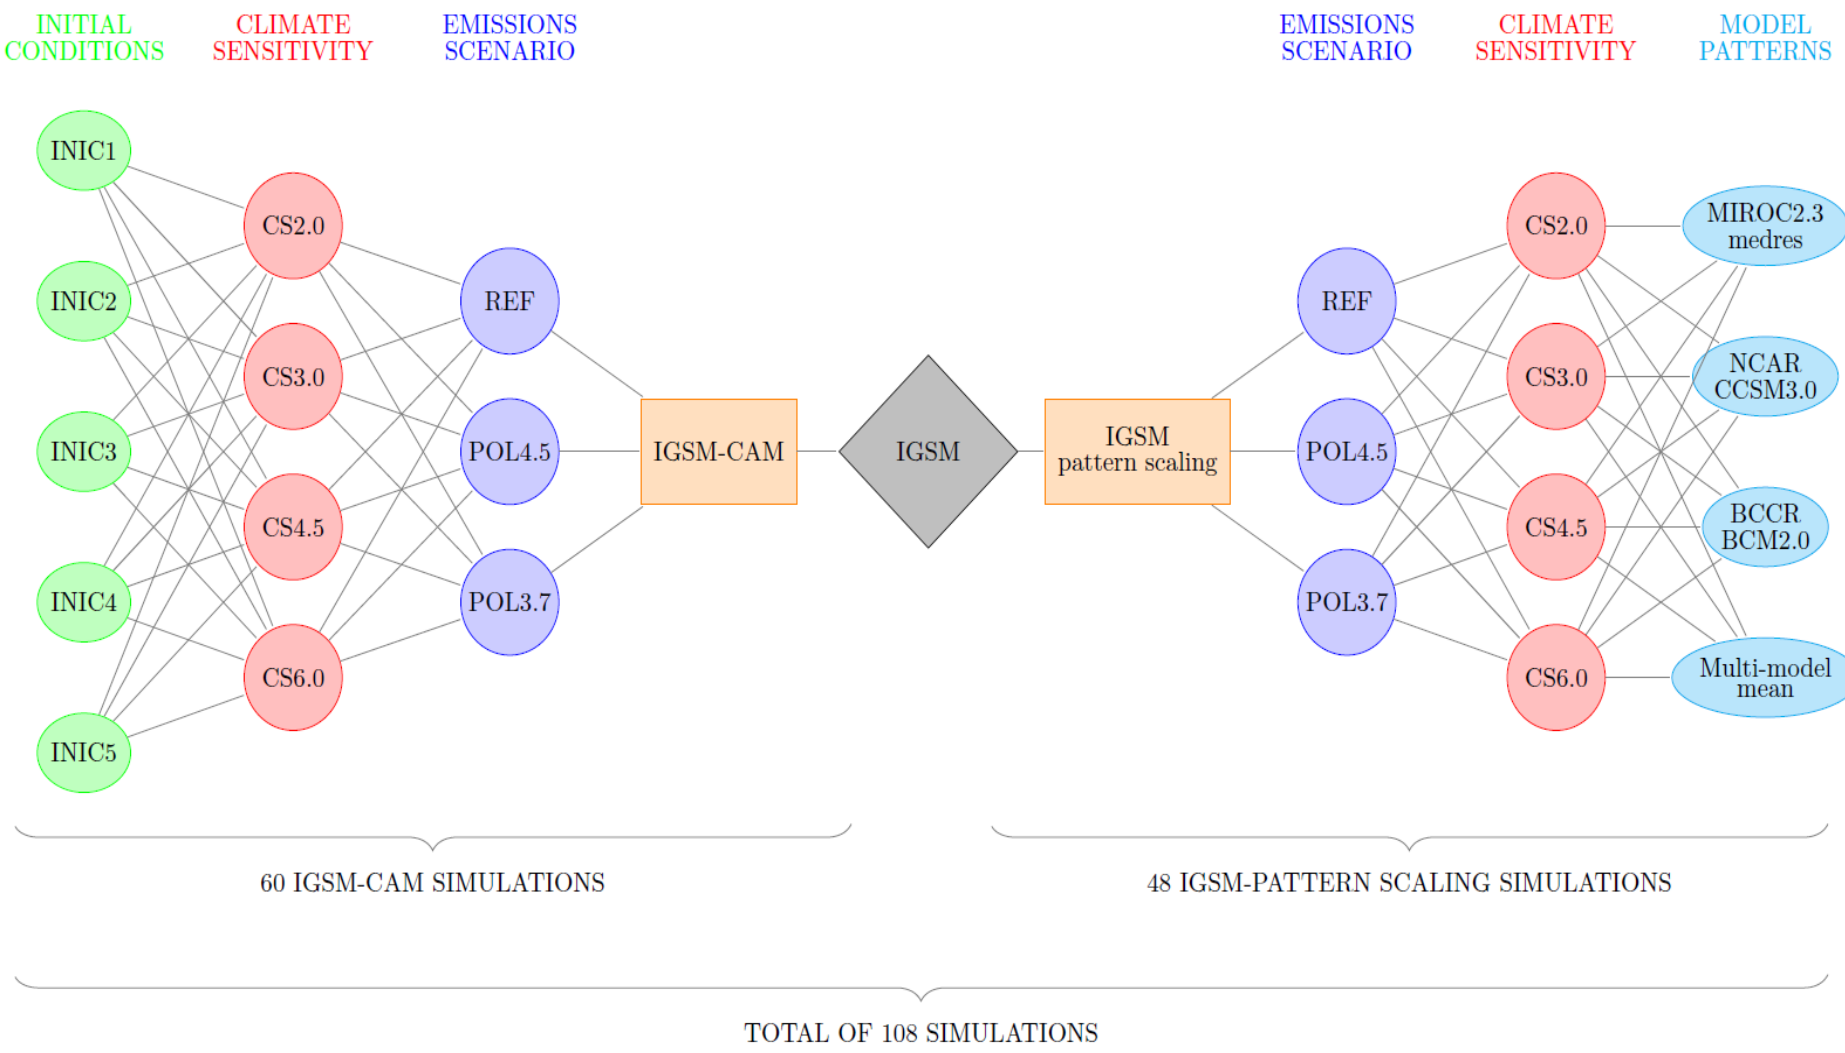 INITIAL
CONDITIONS
CLIMATE
SENSITIVITY
EMISSIONS
SCENARIO
EMISSIONS
SCENARIO
CLIMATE
SENSITIVITY
MODEL
PATTERNS
INIC1
INIC2
INIC3
INIC4
INIC5
CS2.0
CS3.0
CS4.5
CS6.0
REF
POL4.5
POL3.7
IGSM-CAM
IGSM
IGSM
pattern scaling
REF
POL4.5
POL3.7
CS2.0
CS3.0
CS4.5
CS6.0
MIROC2.3
medres
NCAR
CCSM3.0
BCCR
BCM2.0
Multi-model
mean
60 IGSM-CAM SIMULATIONS
48 IGSM-PATTERN SCALING SIMULATIONS
TOTAL OF 108 SIMULATIONS